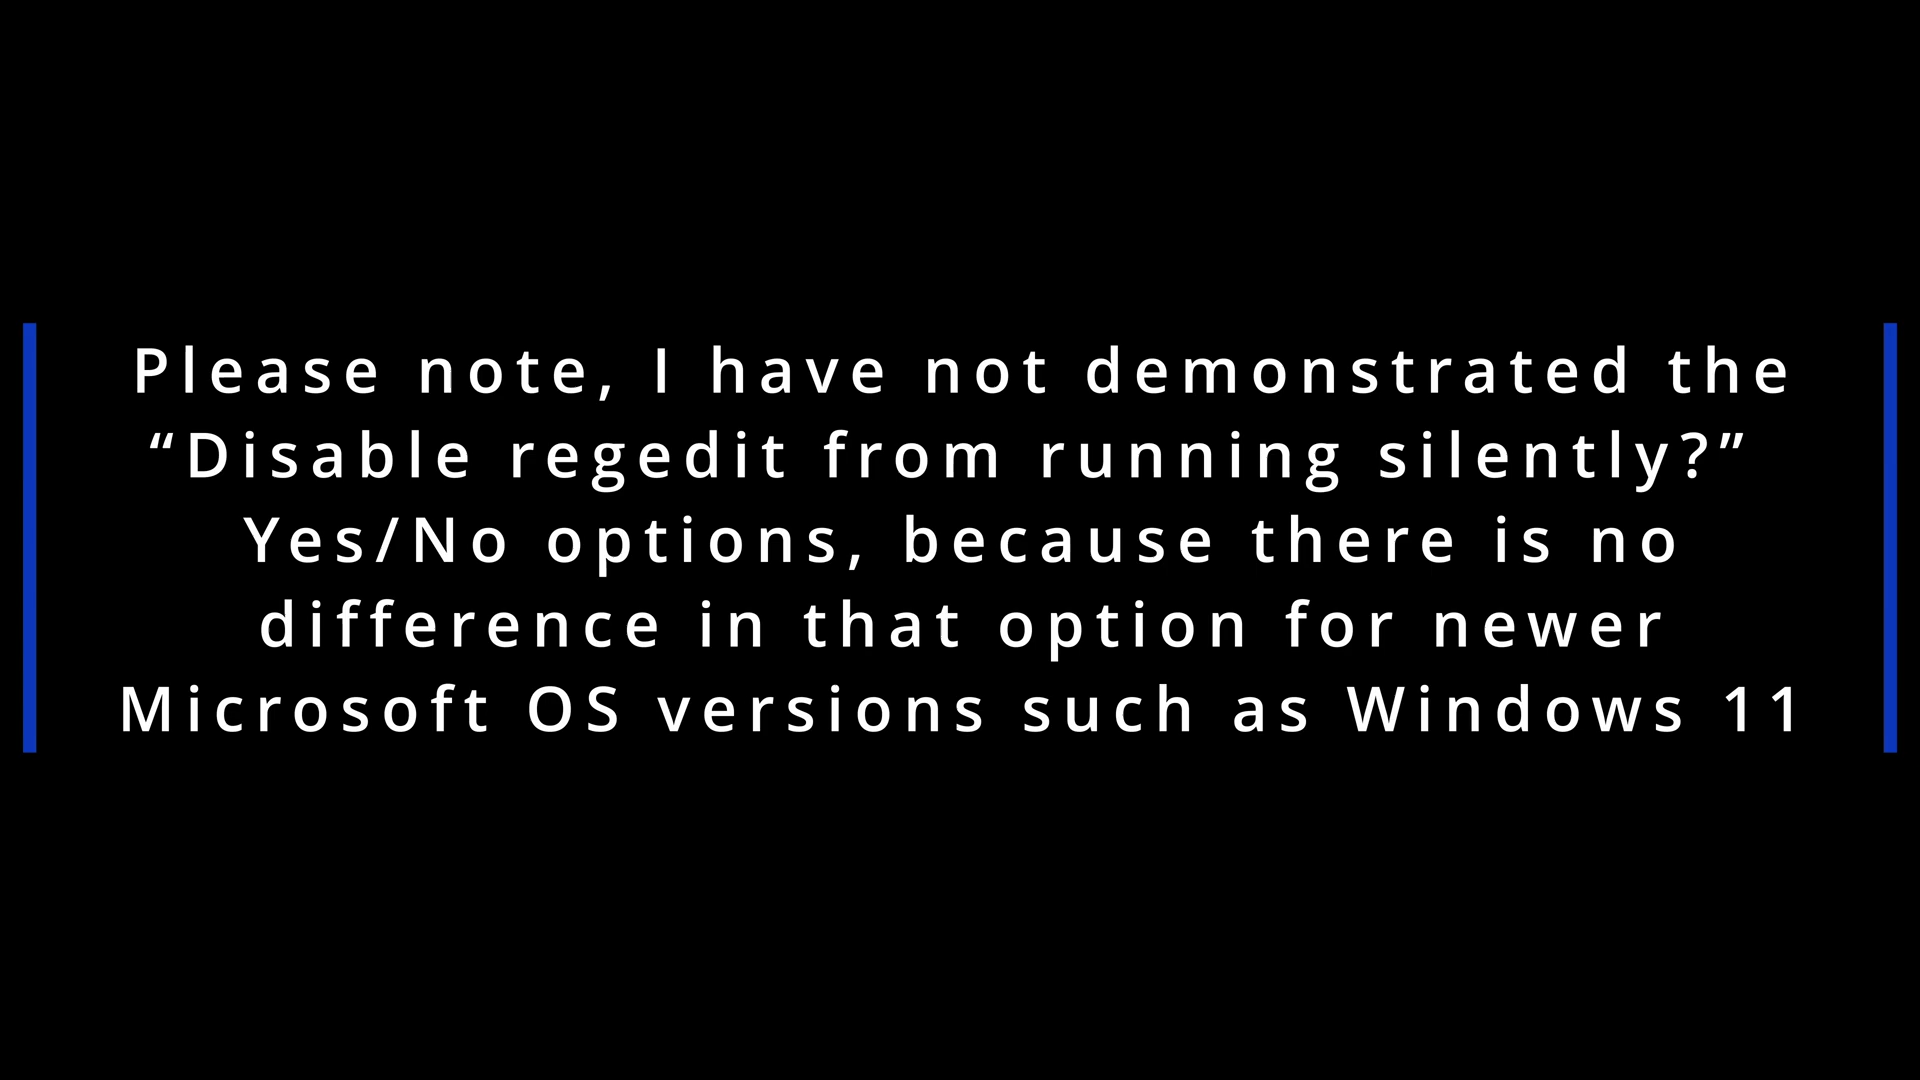 Please note, I have not demonstrated the
“Disable regedit from running silently?”
Yes/No options, because there is no
difference in that option for newer
Microsoft OS versions such as Windows 11